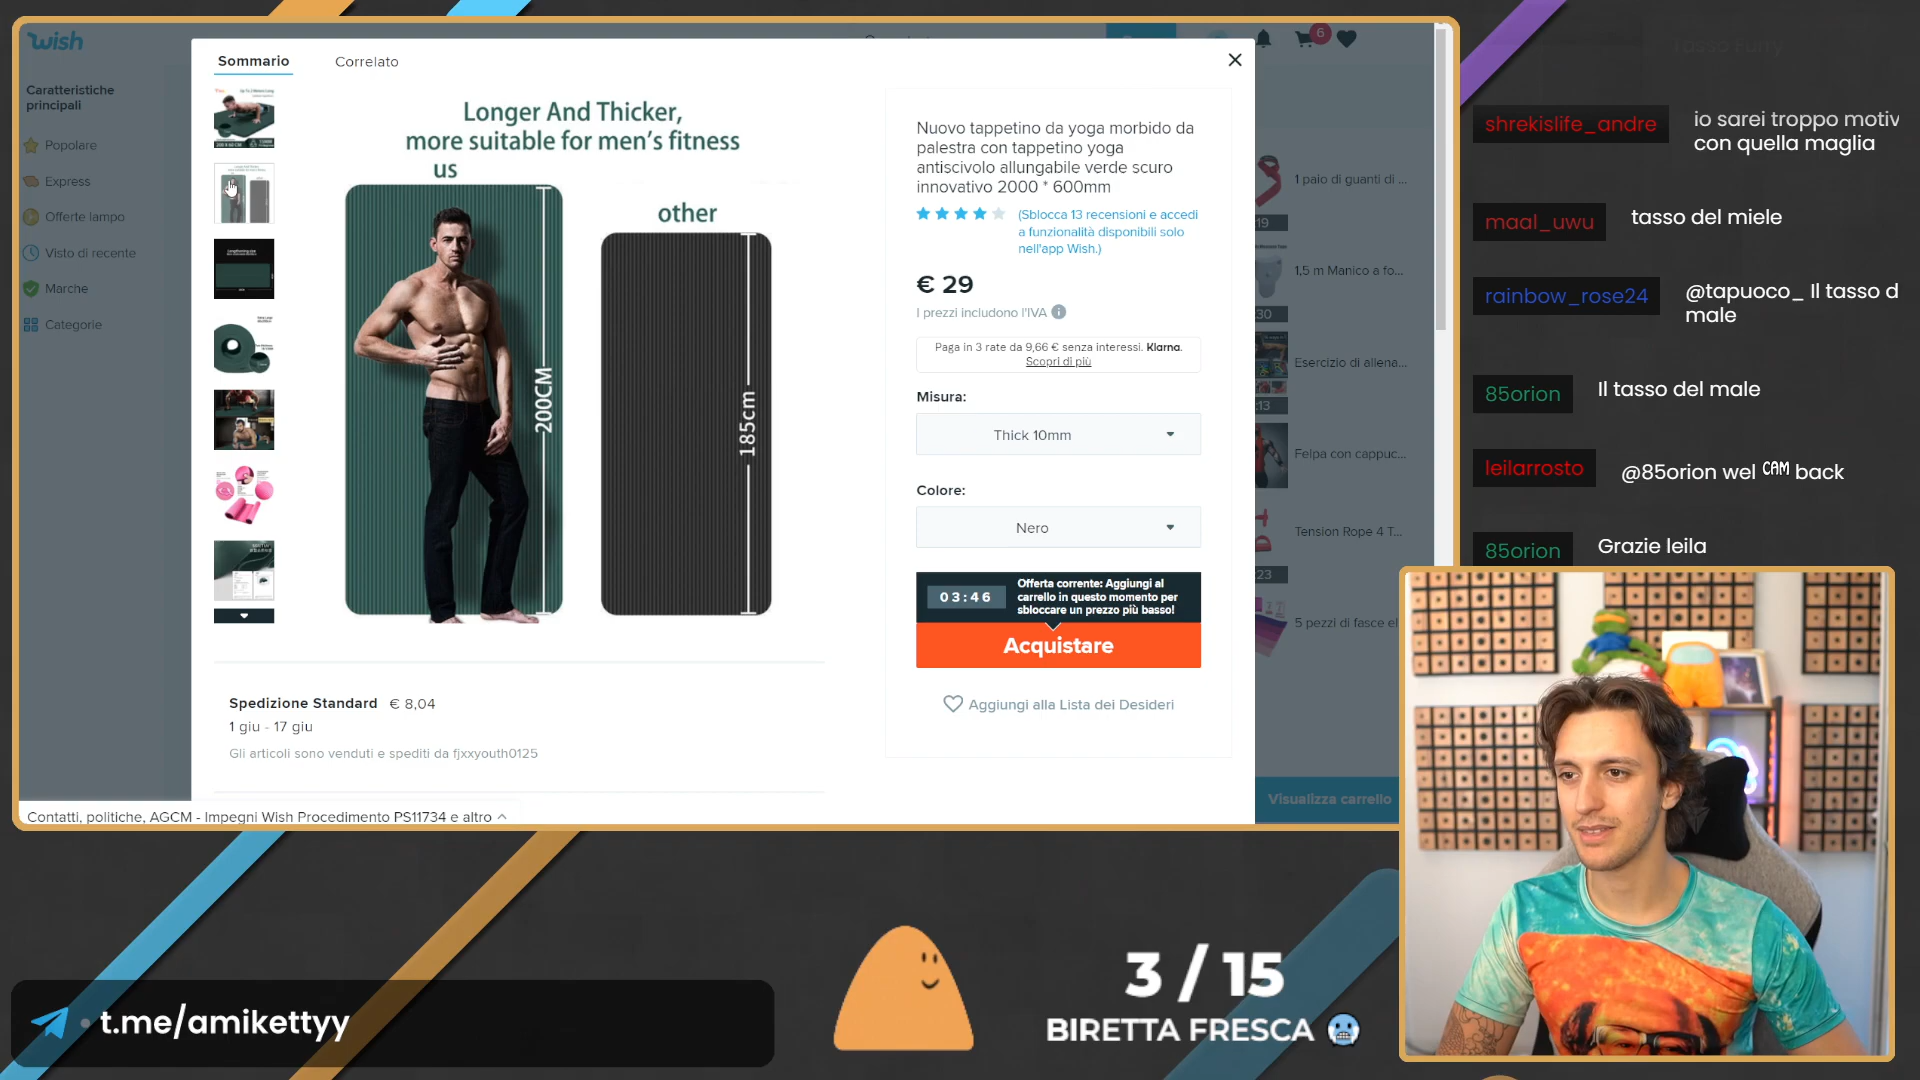 wish
Caratteristiche
principali
Popolare
Express
Offerte lampo
Visto di recente
Marche
Categorie
Sommario
Correlato
Longer And Thicker,
more suitable for men's fitness
us
other
200CM
185cm
Nuovo tappetino da yoga morbido da
palestra con tappetino yoga
antiscivolo allungabile verde scuro
innovativo 2000 * 600mm
(Sblocca 13 recensioni e accedi
a funzionalità disponibili solo
nell'app Wish.)
€ 29
I prezzi includono l'IVA
Paga in 3 rate da 9,66 € senza interessi. Klarna.
Scopri di più
Misura:
Thick 10mm
Colore:
Nero
03:46
Offerta corrente: Aggiungi al
carrello in questo momento per
sbloccare un prezzo più basso!
Acquistare
Aggiungi alla Lista dei Desideri
Spedizione Standard € 8,04
1 giu - 17 giu
Gli articoli sono venduti e spediti da fjxxyouth0125
Contatti, politiche, AGCM - Impegni Wish Procedimento PS11734 e altro
6
1 paio di guanti di ...
19
1,5 m Manico a fo...
30
Esercizio di allena...
13
Felpa con cappuc...
Tension Rope 4 T...
23
5 pezzi di fasce el
Visualizza carrello
Tasso Furry
shrekislife_andre io sarei troppo motiv
con quella maglia
maal_uwu tasso del miele
rainbow_rose24 @tapuoco_ Il tasso d
male
85orion Il tasso del male
leilarrosto @85orion wel CAM back
85orion Grazie leila
t.me/amikettyy
3 / 15
BIRETTA FRESCA